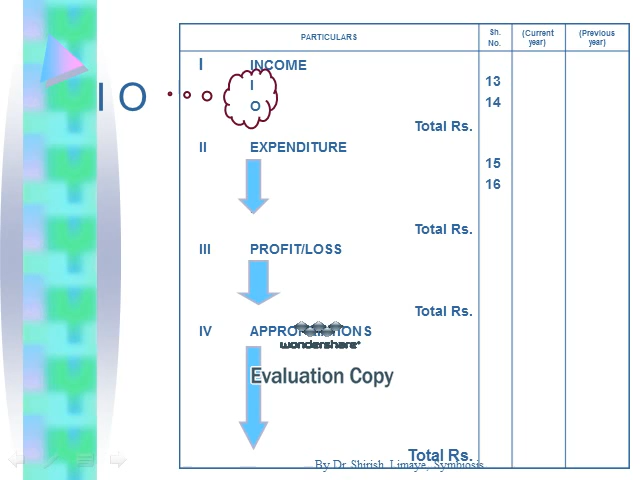 PARTICULARS
Sh. No.
(Current year)
(Previous year)
I O
I INCOME
I
13
O
14
Total Rs.
II EXPENDITURE
15
16
Total Rs.
III PROFIT/LOSS
Total Rs.
IV
wondershare
Evaluation Copy
Total Rs.
By Dr. Shirish Limaye, Symbiosis